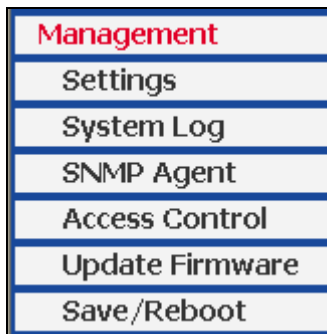 Management
Settings
System Log
SNMP Agent
Access Control
Update Firmware
Save/Reboot